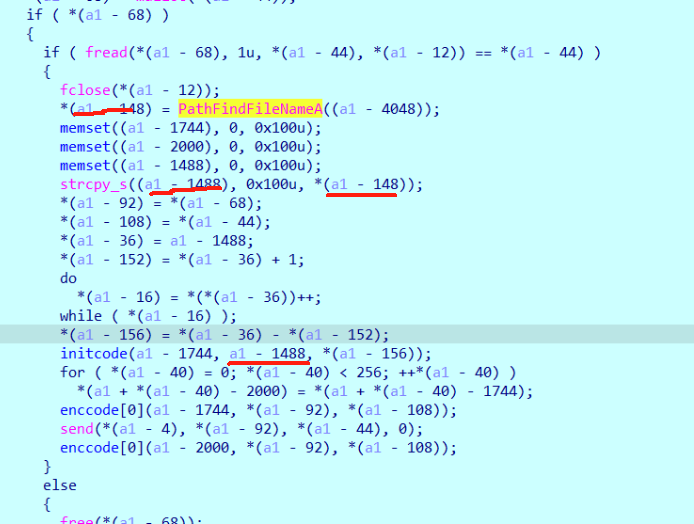 if ( *(a1 - 68) )
{
if ( fread(*(a1 - 68), 1u, *(a1 - 44), *(a1 - 12)) == *(a1 - 44) )
{
fclose(*(a1 - 12));
*(a1 - 148) = PathFindFileNameA((a1 - 4048));
memset((a1 - 1744), 0, 0x100u);
memset((a1 - 2000), 0, 0x100u);
memset((a1 - 1488), 0, 0x100u);
strcpy_s((a1 - 1488), 0x100u, *(a1 - 148));
*(a1 - 92) = *(a1 - 68);
*(a1 - 108) = *(a1 - 44);
*(a1 - 36) = a1 - 1488;
*(a1 - 152) = *(a1 - 36) + 1;
do
*(a1 - 16) = *(*(a1 - 36))++;
while ( *(a1 - 16) );
*(a1 - 156) = *(a1 - 36) - *(a1 - 152);
initcode(a1 - 1744, a1 - 1488, *(a1 - 156));
for ( *(a1 - 40) = 0; *(a1 - 40) < 256; ++*(a1 - 40) )
*(a1 + *(a1 - 40) - 2000) = *(a1 + *(a1 - 40) - 1744);
enccode[0](a1 - 1744, *(a1 - 92), *(a1 - 108));
send(*(a1 - 4), *(a1 - 92), *(a1 - 44), 0);
enccode[0](a1 - 2000, *(a1 - 92), *(a1 - 108));
}
else
{
free(*(a1 - 68));